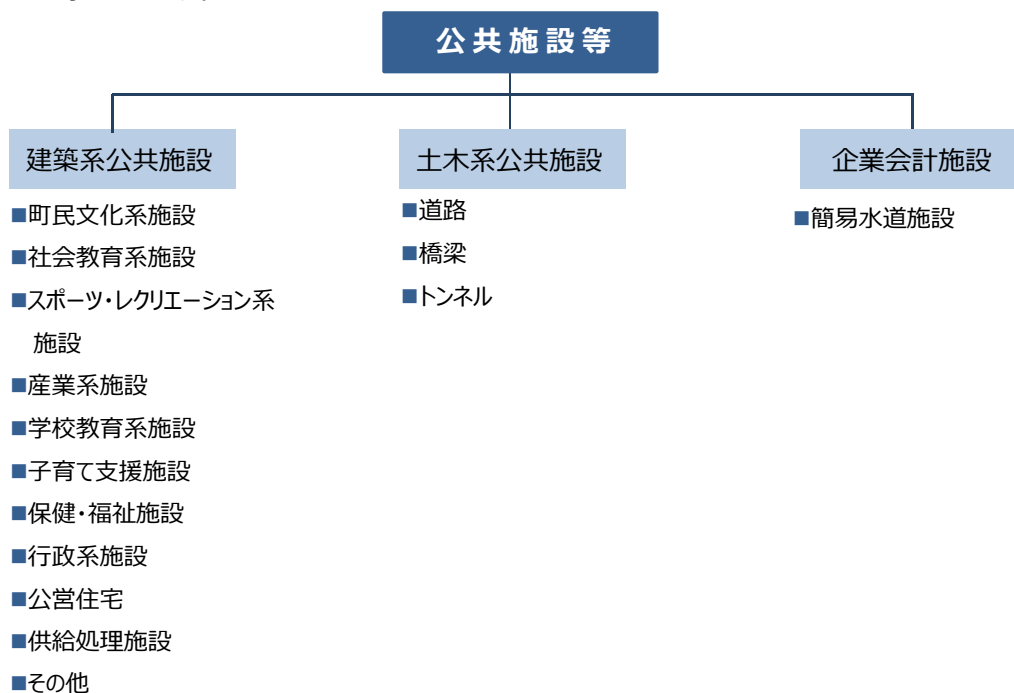 公共施設等
建築系公共施設
■町民文化系施設
■社会教育系施設
■スポーツ・レクリエーション系
施設
■産業系施設
■学校教育系施設
■子育て支援施設
■保健・福祉施設
■行政系施設
■公営住宅
■供給処理施設
■その他
土木系公共施設
■道路
■橋梁
■トンネル
企業会計施設
■簡易水道施設